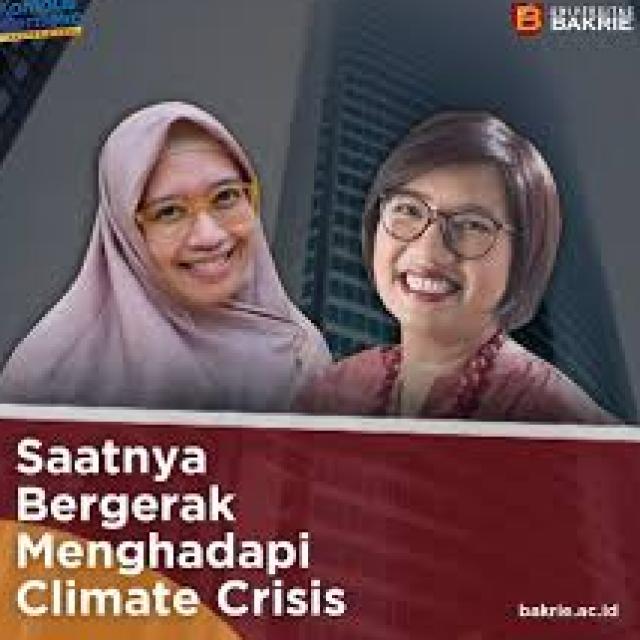 UNIVERSITAS
BAKRIE
Saatnya
Bergerak
Menghadapi
Climate Crisis
bakrie.ac.id